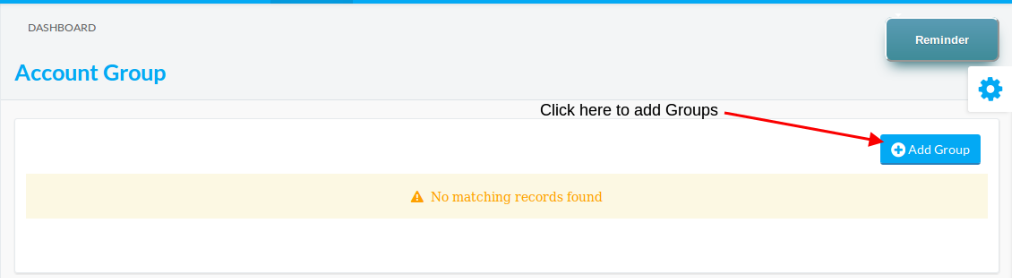 DASHBOARD
Reminder
Account Group
Click here to add Groups
Add Group
No matching records found